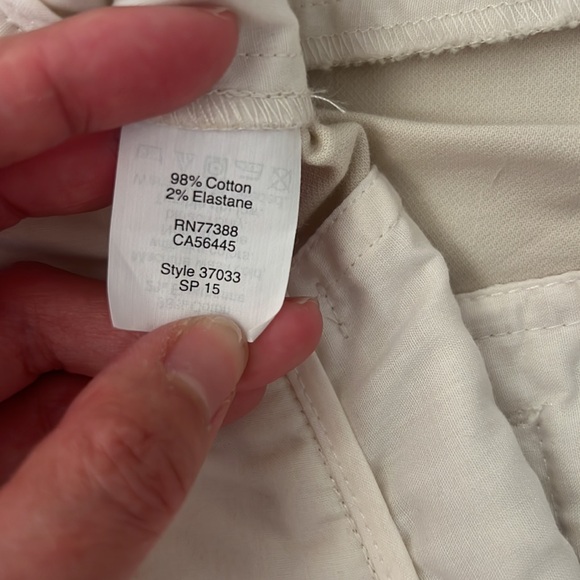 98% Cotton
2% Elastane
RN77388
CA56445
Style 37033
SP 15